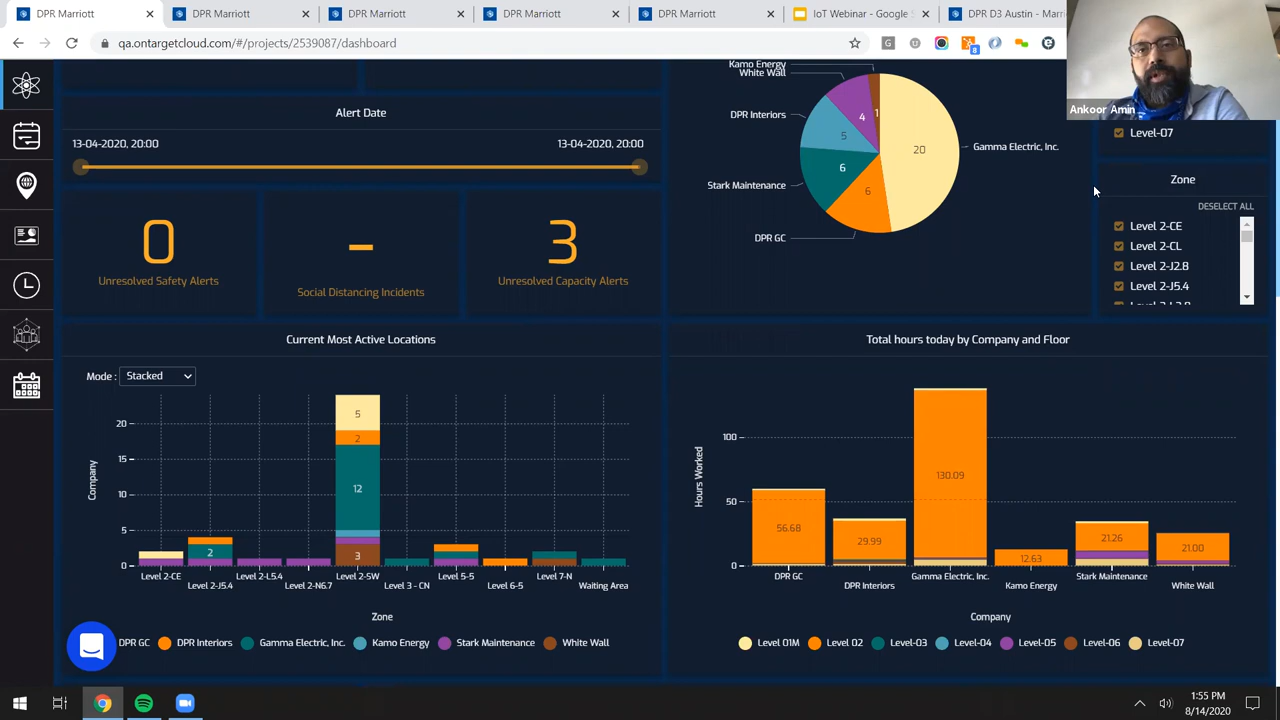 DPR Marriott
DPR Marriott
DPR Marriott
DPR Marriott
DPR Marriott
IoT Webinar - Google S
DPR D3 Austin - Marri
qa.ontargetcloud.com/#/projects/2539087/dashboard
8
Ankoor Amin
Alert Date
13-04-2020, 20:00
13-04-2020, 20:00
0
Unresolved Safety Alerts
-
Social Distancing Incidents
3
Unresolved Capacity Alerts
Kamo Energy
White Wall
DPR Interiors
Stark Maintenance
DPR GC
Gamma Electric, Inc.
1
4
5
6
6
20
Level-07
Zone
DESELECT ALL
Level 2-CE
Level 2-CL
Level 2-J2.8
Level 2-J5.4
Current Most Active Locations
Mode :
Stacked
Company
20
15
10
5
0
2
5
2
12
3
Level 2-CE
Level 2-J5.4
Level 2-L5.4
Level 2-NG.7
Level 2-SW
Level 3 - CN
Level 5-5
Level 6-5
Level 7-N
Waiting Area
Zone
DPR GC
DPR Interiors
Gamma Electric, Inc.
Kamo Energy
Stark Maintenance
White Wall
Total hours today by Company and Floor
Hours Worked
100
50
0
56.68
29.99
130.09
12.63
21.26
21.00
DPR GC
DPR Interiors
Gamma Electric, Inc.
Kamo Energy
Stark Maintenance
White Wall
Company
Level 01M
Level 02
Level-03
Level-04
Level-05
Level-06
Level-07
1:55 PM
8/14/2020